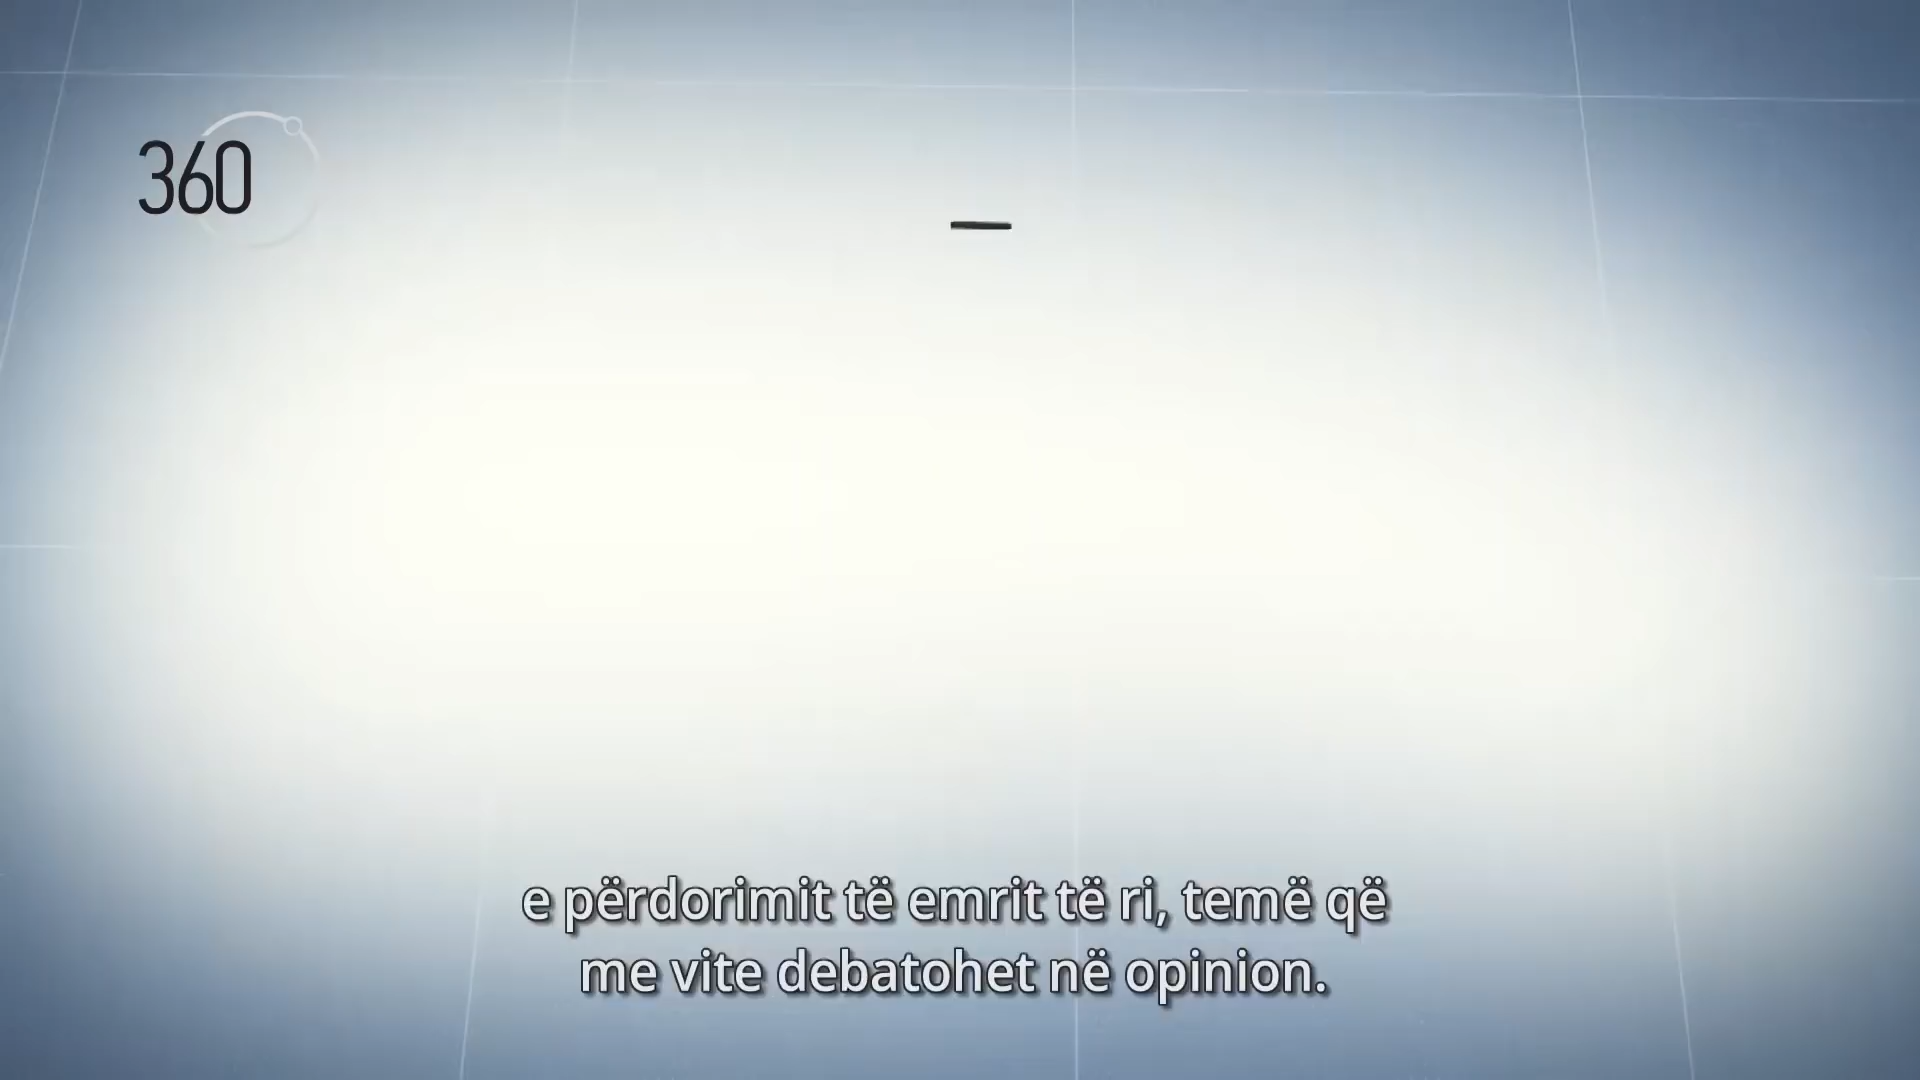 360
e përdorimit të emrit të ri, temë që
me vite debatohet në opinion.